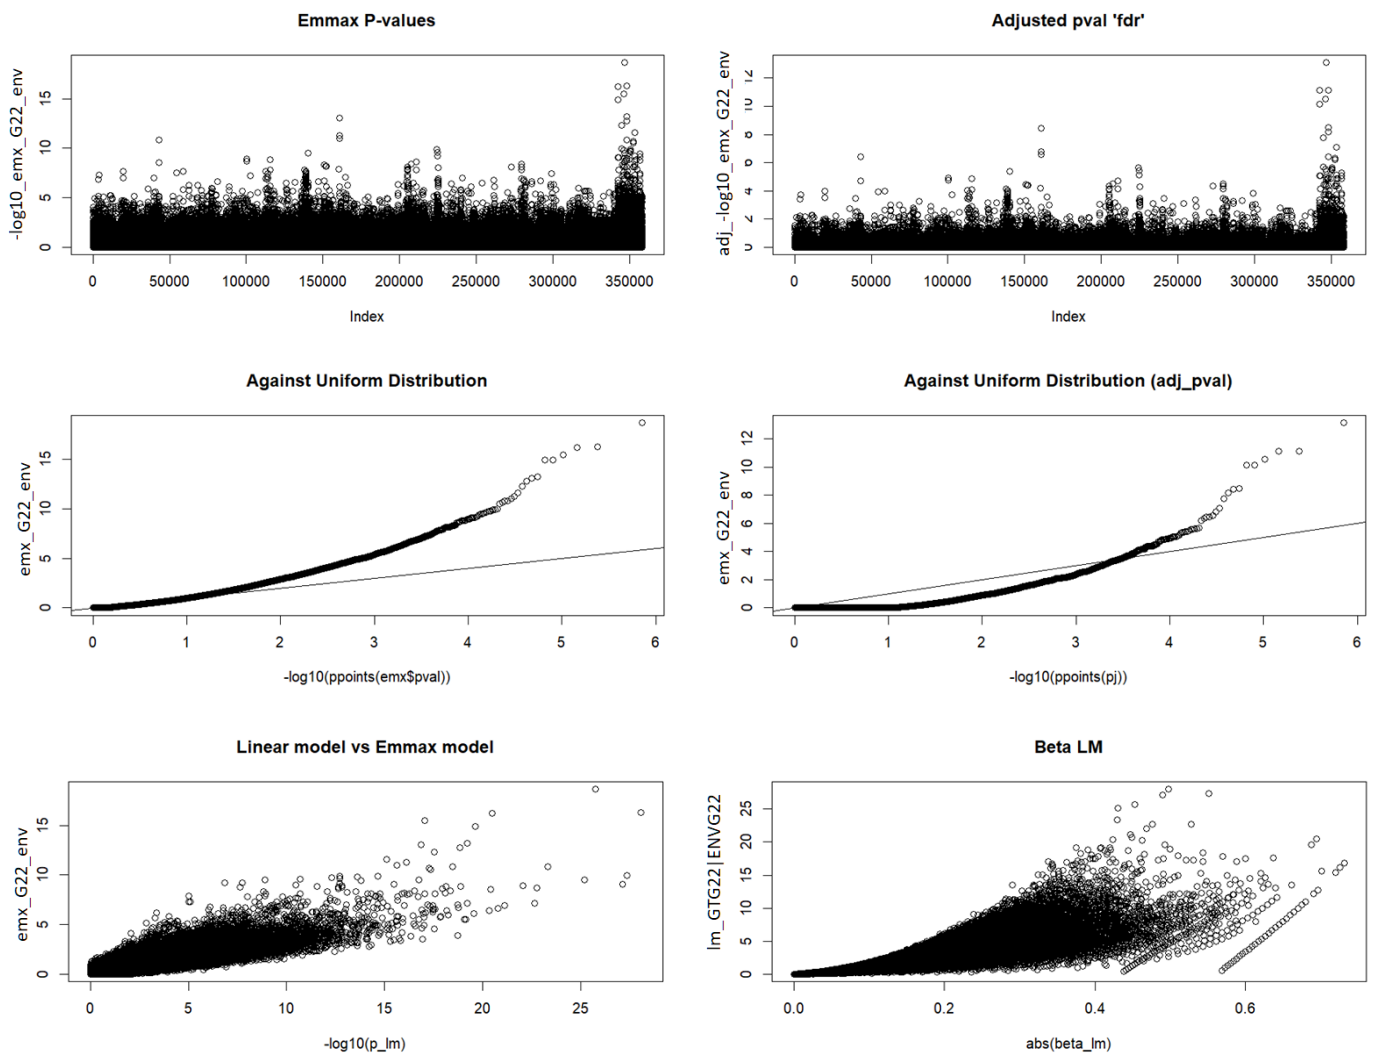 Emmax P-values
-log10_emx_G22_env
15
10
5
0
0 50000 100000 150000 200000 250000 300000 350000
Index
Adjusted pval 'fdr'
adj_-log10_emx_G22_env
12
8
6
4
2
0 50000 100000 150000 200000 250000 300000 350000
Index
Against Uniform Distribution
emx_G22_env
15
10
5
0
0 1 2 3 4 5 6
-log10(ppoints(emx$pval))
Against Uniform Distribution (adj_pval)
emx_G22_env
12
10
8
6
4
2
0
0 1 2 3 4 5 6
-log10(ppoints(pj))
Linear model vs Emmax model
emx_G22_env
15
10
5
0
0 5 10 15 20 25
-log10(p_lm)
Beta LM
lm_GTG22|ENVG22
25
20
15
10
5
0
0.0 0.2 0.4 0.6
abs(beta_lm)